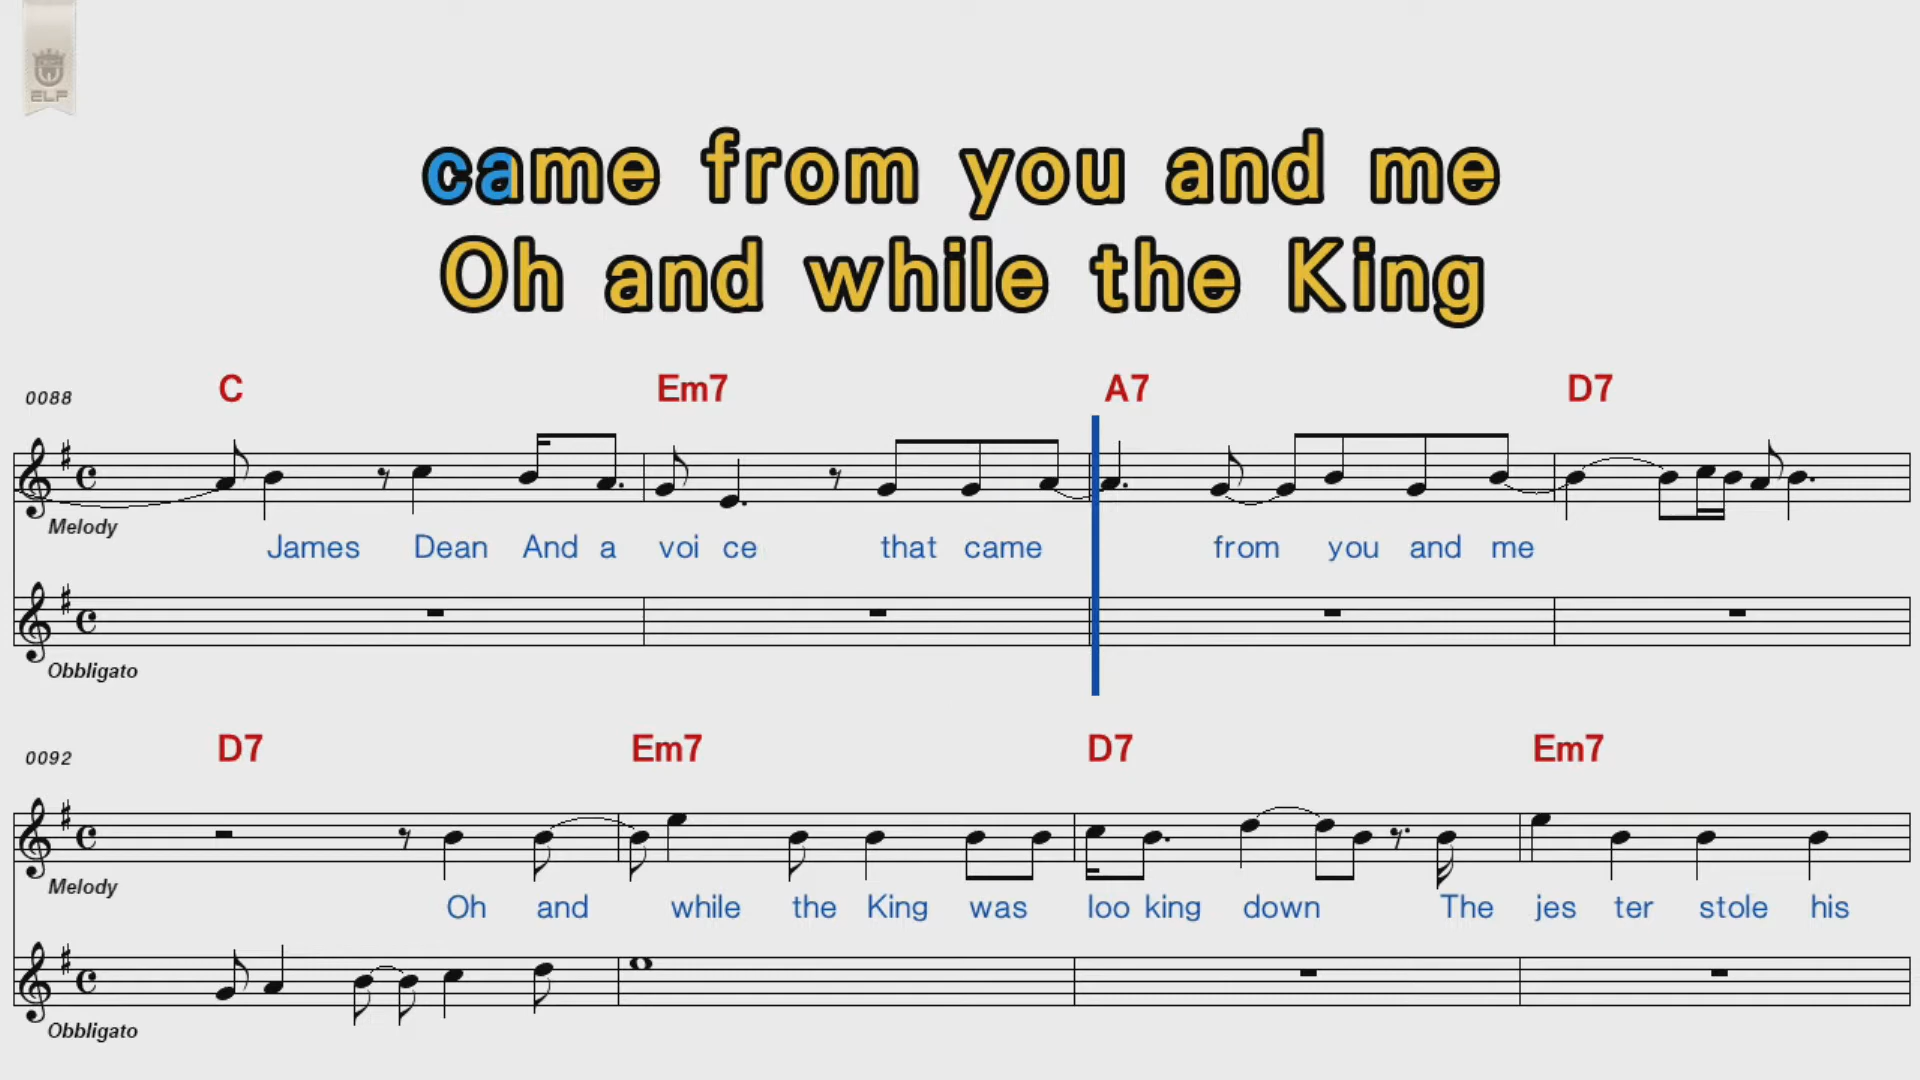 ELF
came from you and me
Oh and while the King
0088 C Em7 A7 D7
Melody
James Dean And a voi ce that came from you and me
Obbligato
0092 D7 Em7 D7 Em7
Melody
Oh and while the King was loo king down The jes ter stole his
Obbligato